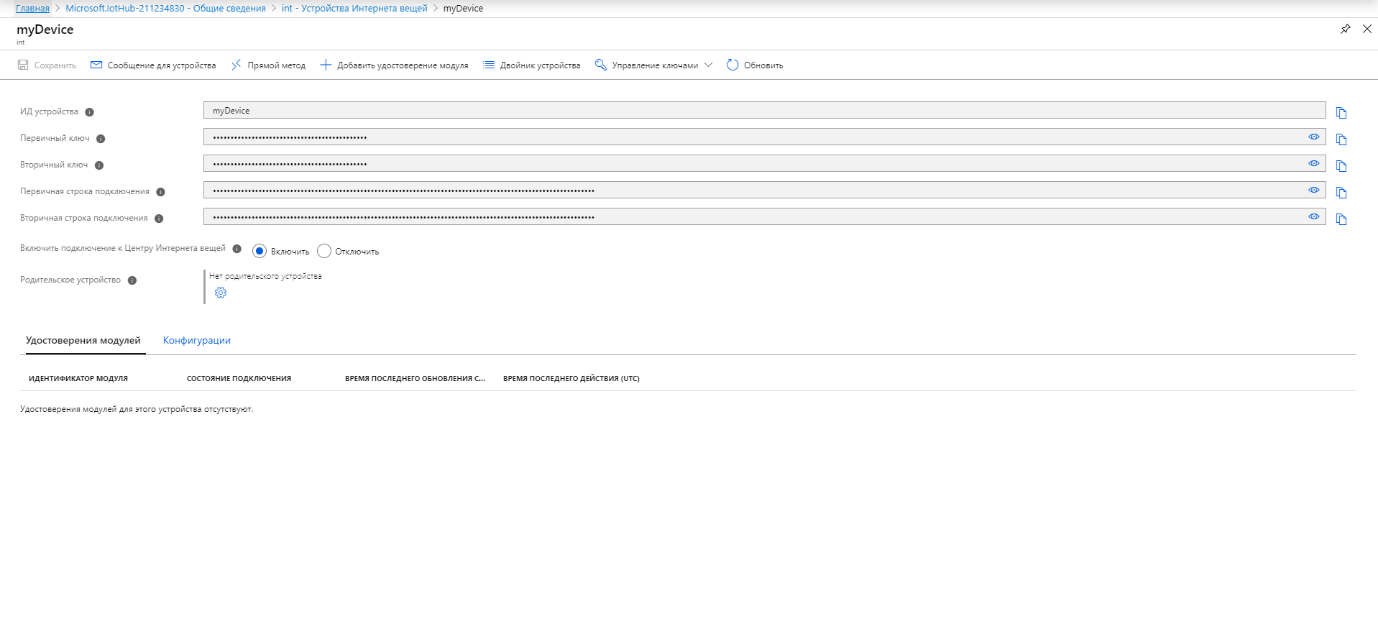 Главная > Microsoft.IotHub-211234830 - Общие сведения > int - Устройства Интернета вещей > myDevice
myDevice
int
Сохранить Сообщение для устройства Прямой метод Добавить удостоверение модуля Двойник устройства Управление ключами Обновить
ИД устройства myDevice
Первичный ключ
Вторичный ключ
Первичная строка подключения
Вторичная строка подключения
Включить подключение к Центру Интернета вещей Включить Отключить
Родительское устройство Нет родительского устройства
Удостоверения модулей Конфигурации
ИДЕНТИФИКАТОР МОДУЛЯ СОСТОЯНИЕ ПОДКЛЮЧЕНИЯ ВРЕМЯ ПОСЛЕДНЕГО ОБНОВЛЕНИЯ С... ВРЕМЯ ПОСЛЕДНЕГО ДЕЙСТВИЯ (UTC)
Удостоверения модулей для этого устройства отсутствуют.